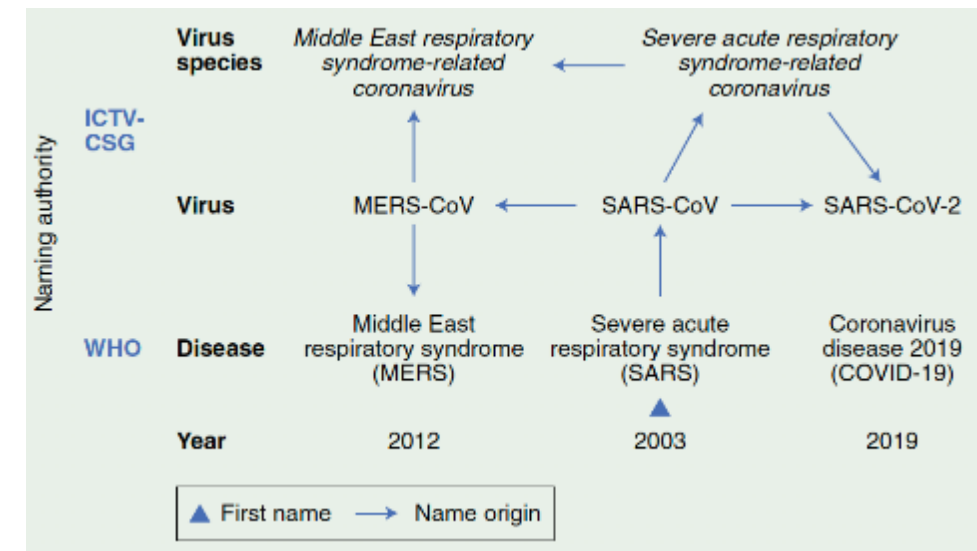 Naming authority
ICTV-
CSG
WHO
Virus
species
Middle East respiratory
syndrome-related
coronavirus
Severe acute respiratory
syndrome-related
coronavirus
Virus
MERS-CoV
SARS-CoV
SARS-CoV-2
Disease
Middle East
respiratory syndrome
(MERS)
Severe acute
respiratory syndrome
(SARS)
Coronavirus
disease 2019
(COVID-19)
Year
2012
2003
2019
First name
Name origin